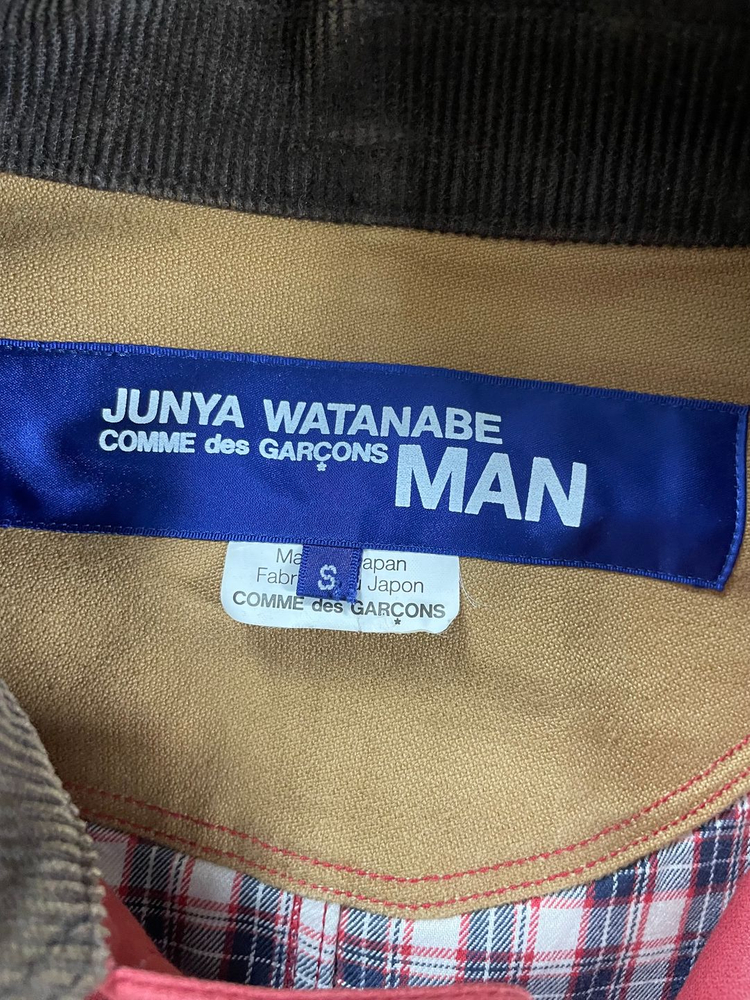 JUNYA WATANABE
COMME des GARÇONS
MAN
S
Japon
COMME des GARÇONS